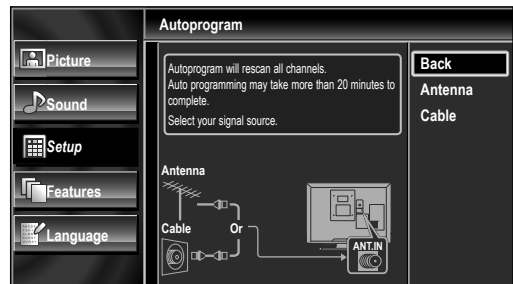 Autoprogram
Picture
Sound
Setup
Features
Language
Autoprogram will rescan all channels.
Auto programming may take more than 20 minutes to
complete.
Select your signal source.
Antenna
Cable
Or
ANT.IN
Back
Antenna
Cable